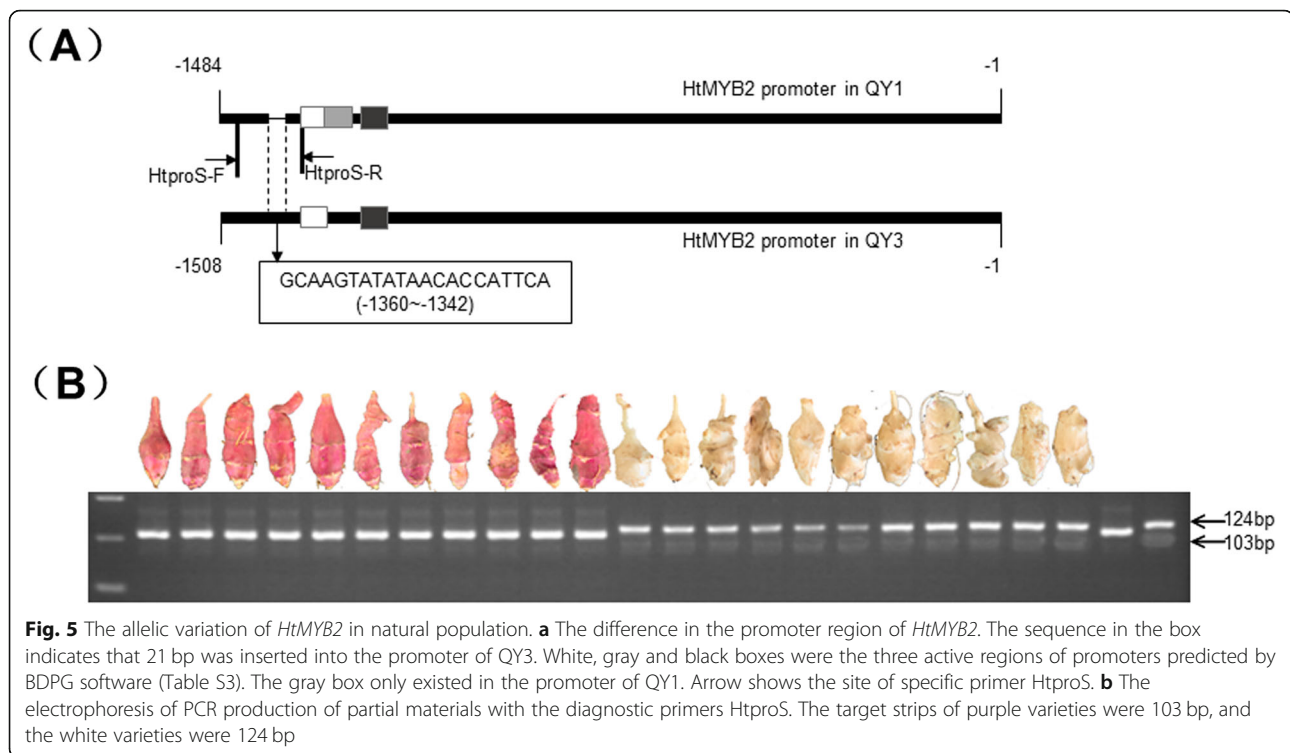 （A）
-1484
-1
HtMYB2 promoter in QY1
HtproS-F
HtproS-R
HtMYB2 promoter in QY3
-1508
-1
GCAAGTATATAACACCATTCA
(-1360~-1342)
（B）
124bp
103bp
Fig. 5 The allelic variation of HtMYB2 in natural population. a The difference in the promoter region of HtMYB2. The sequence in the box
indicates that 21 bp was inserted into the promoter of QY3. White, gray and black boxes were the three active regions of promoters predicted by
BDPG software (Table S3). The gray box only existed in the promoter of QY1. Arrow shows the site of specific primer HtproS. b The
electrophoresis of PCR production of partial materials with the diagnostic primers HtproS. The target strips of purple varieties were 103 bp, and
the white varieties were 124 bp